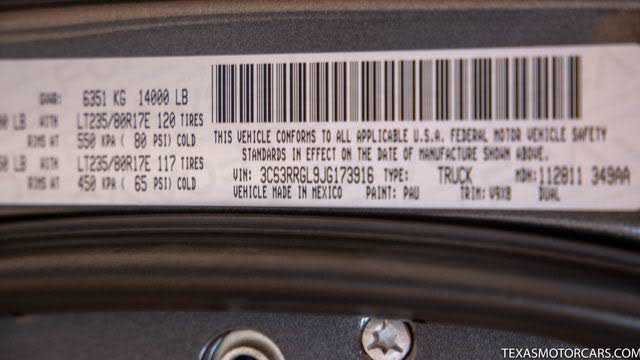 GVWR: 6351 KG 14000 LB
LB WITH LT235/80R17E 120 TIRES
RIMS AT 550 KPA ( 80 PSI) COLD
LB WITH LT235/80R17E 117 TIRES
RIMS AT 450 KPA ( 65 PSI) COLD
THIS VEHICLE CONFORMS TO ALL APPLICABLE U.S.A. FEDERAL MOTOR VEHICLE SAFETY
STANDARDS IN EFFECT ON THE DATE OF MANUFACTURE SHOWN ABOVE.
VIN: 3C63RRGL9JG173916 TYPE: TRUCK MDH: 112811 349AA
VEHICLE MADE IN MEXICO PAINT: PAU TRIM: V9X8 DUAL
TEXASMOTORCARS.COM